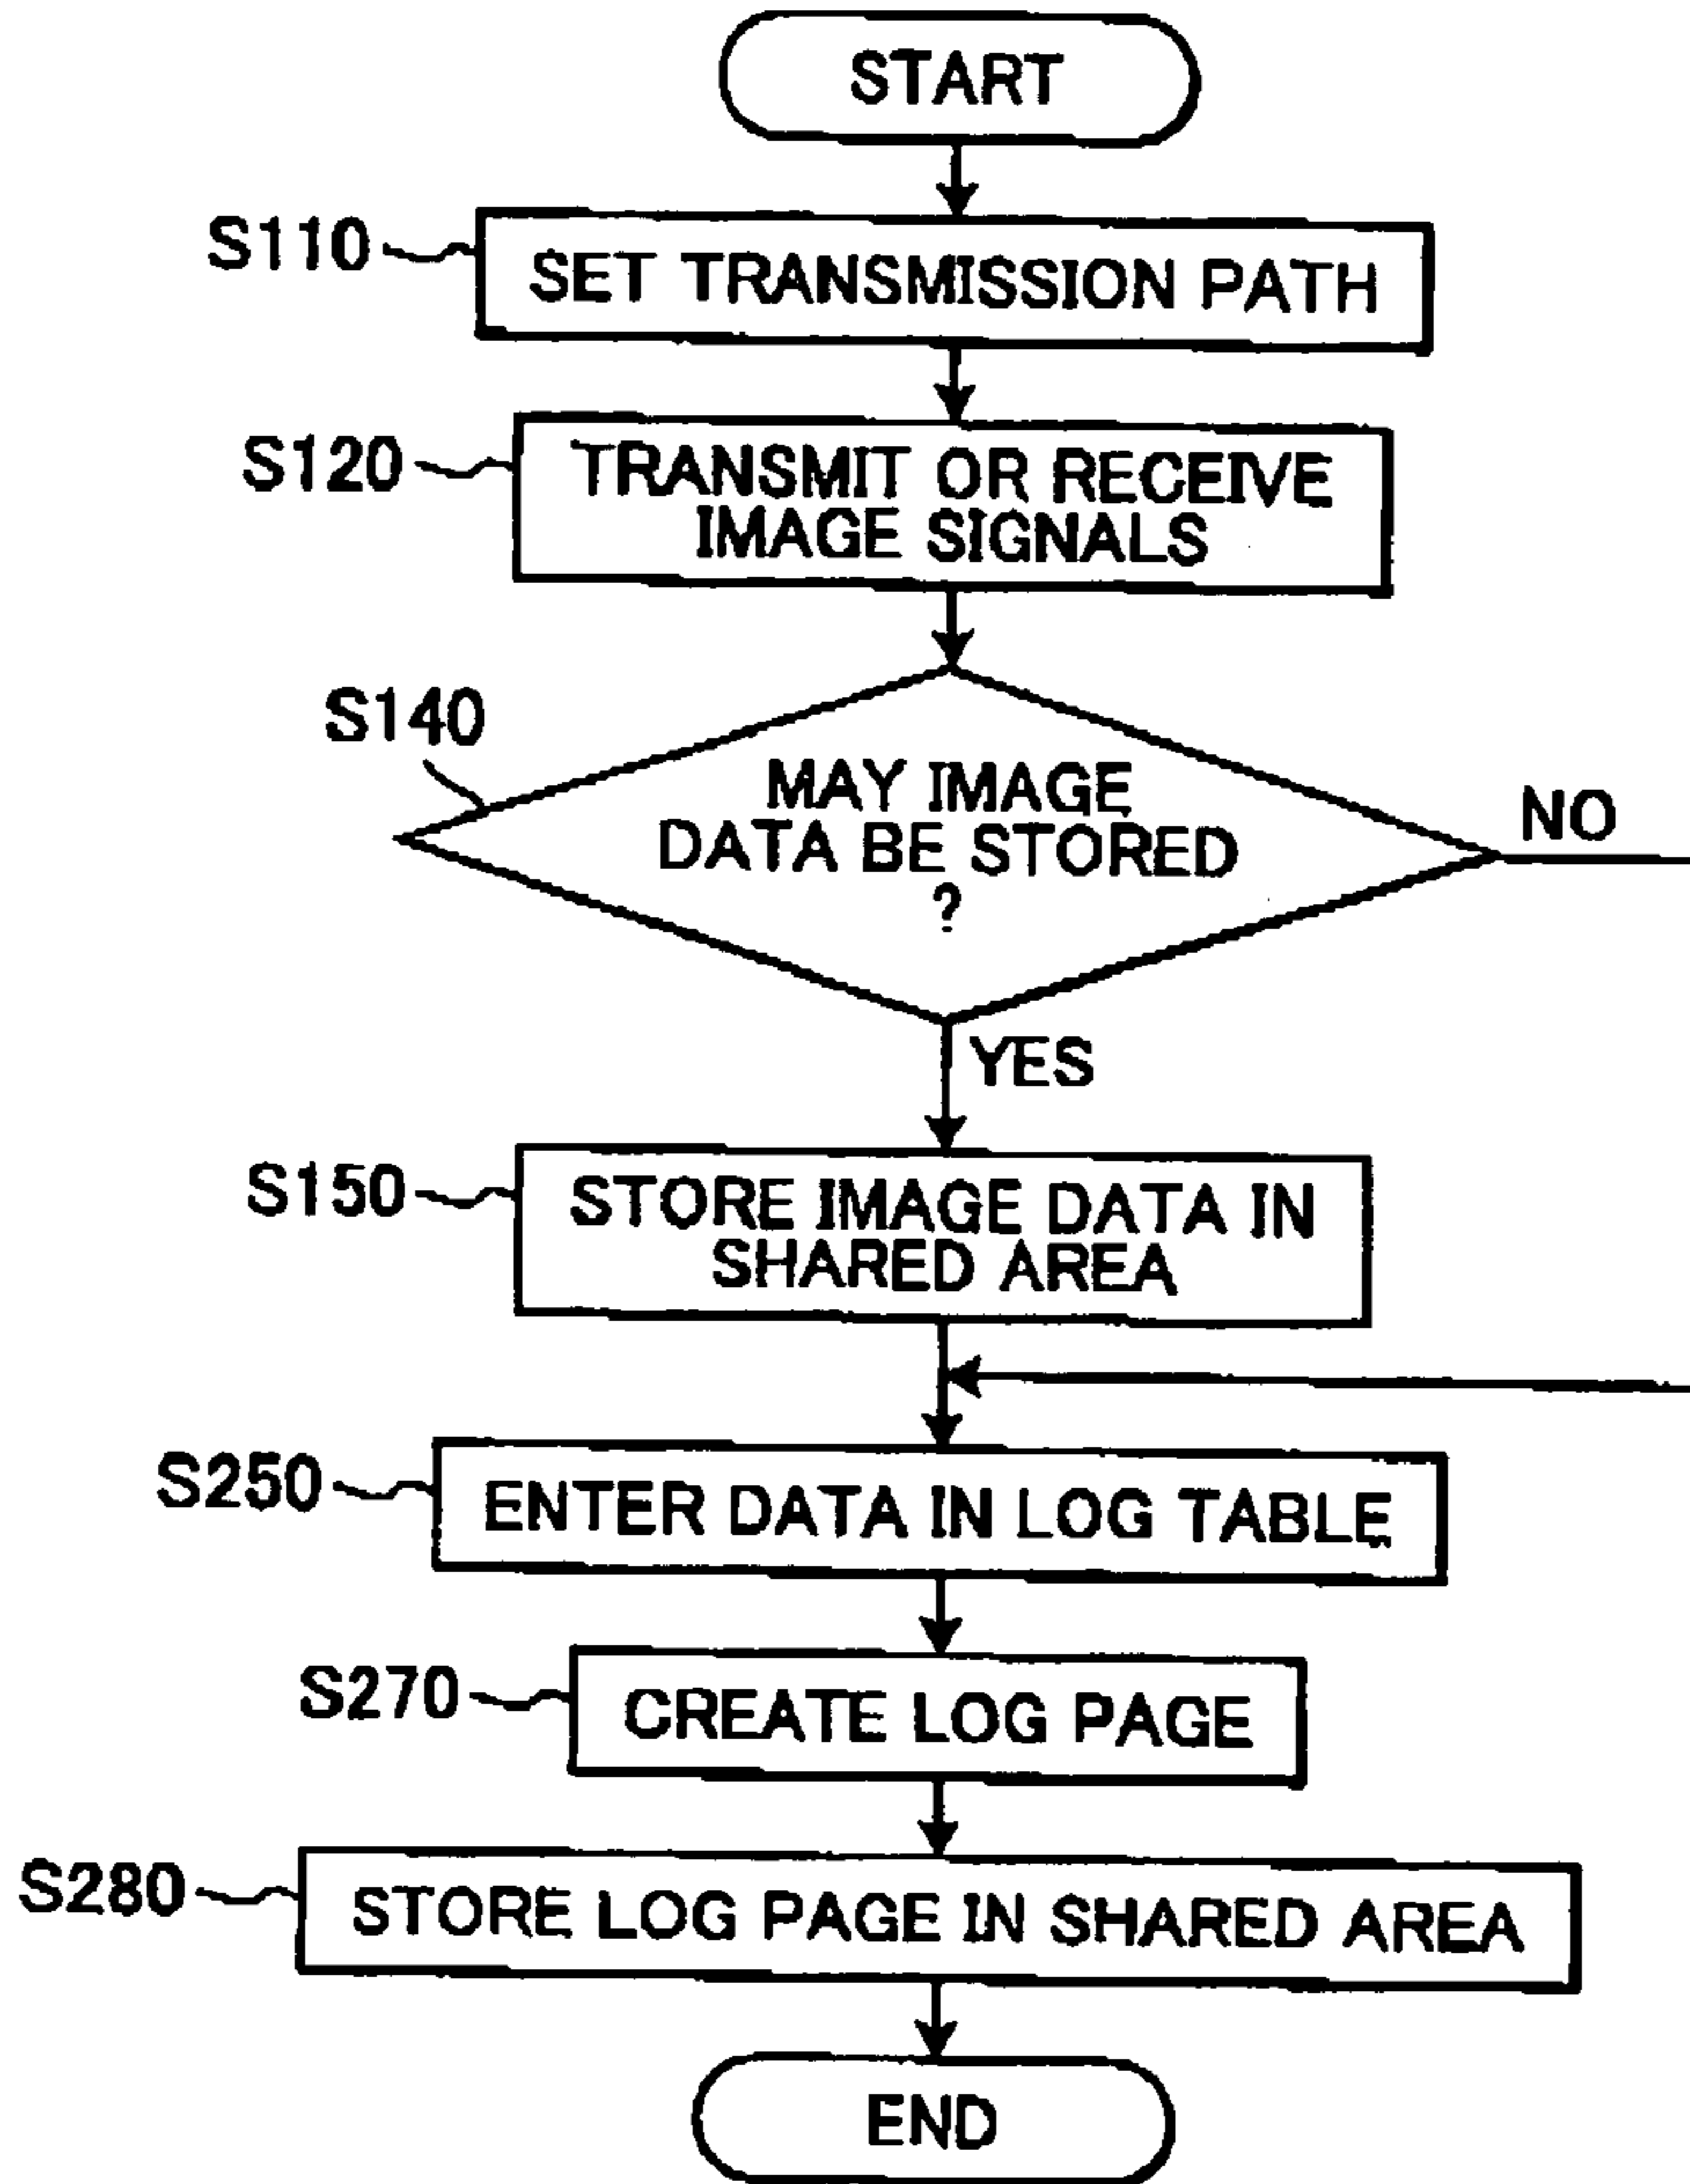 START
S110
SET TRANSMISSION PATH
S120
TRANSMIT OR RECEIVE
IMAGE SIGNALS
S140
MAY IMAGE
DATA BE STORED
?
NO
YES
S150
STORE IMAGE DATA IN
SHARED AREA
S250
ENTER DATA IN LOG TABLE
S270
CREATE LOG PAGE
S280
STORE LOG PAGE IN SHARED AREA
END